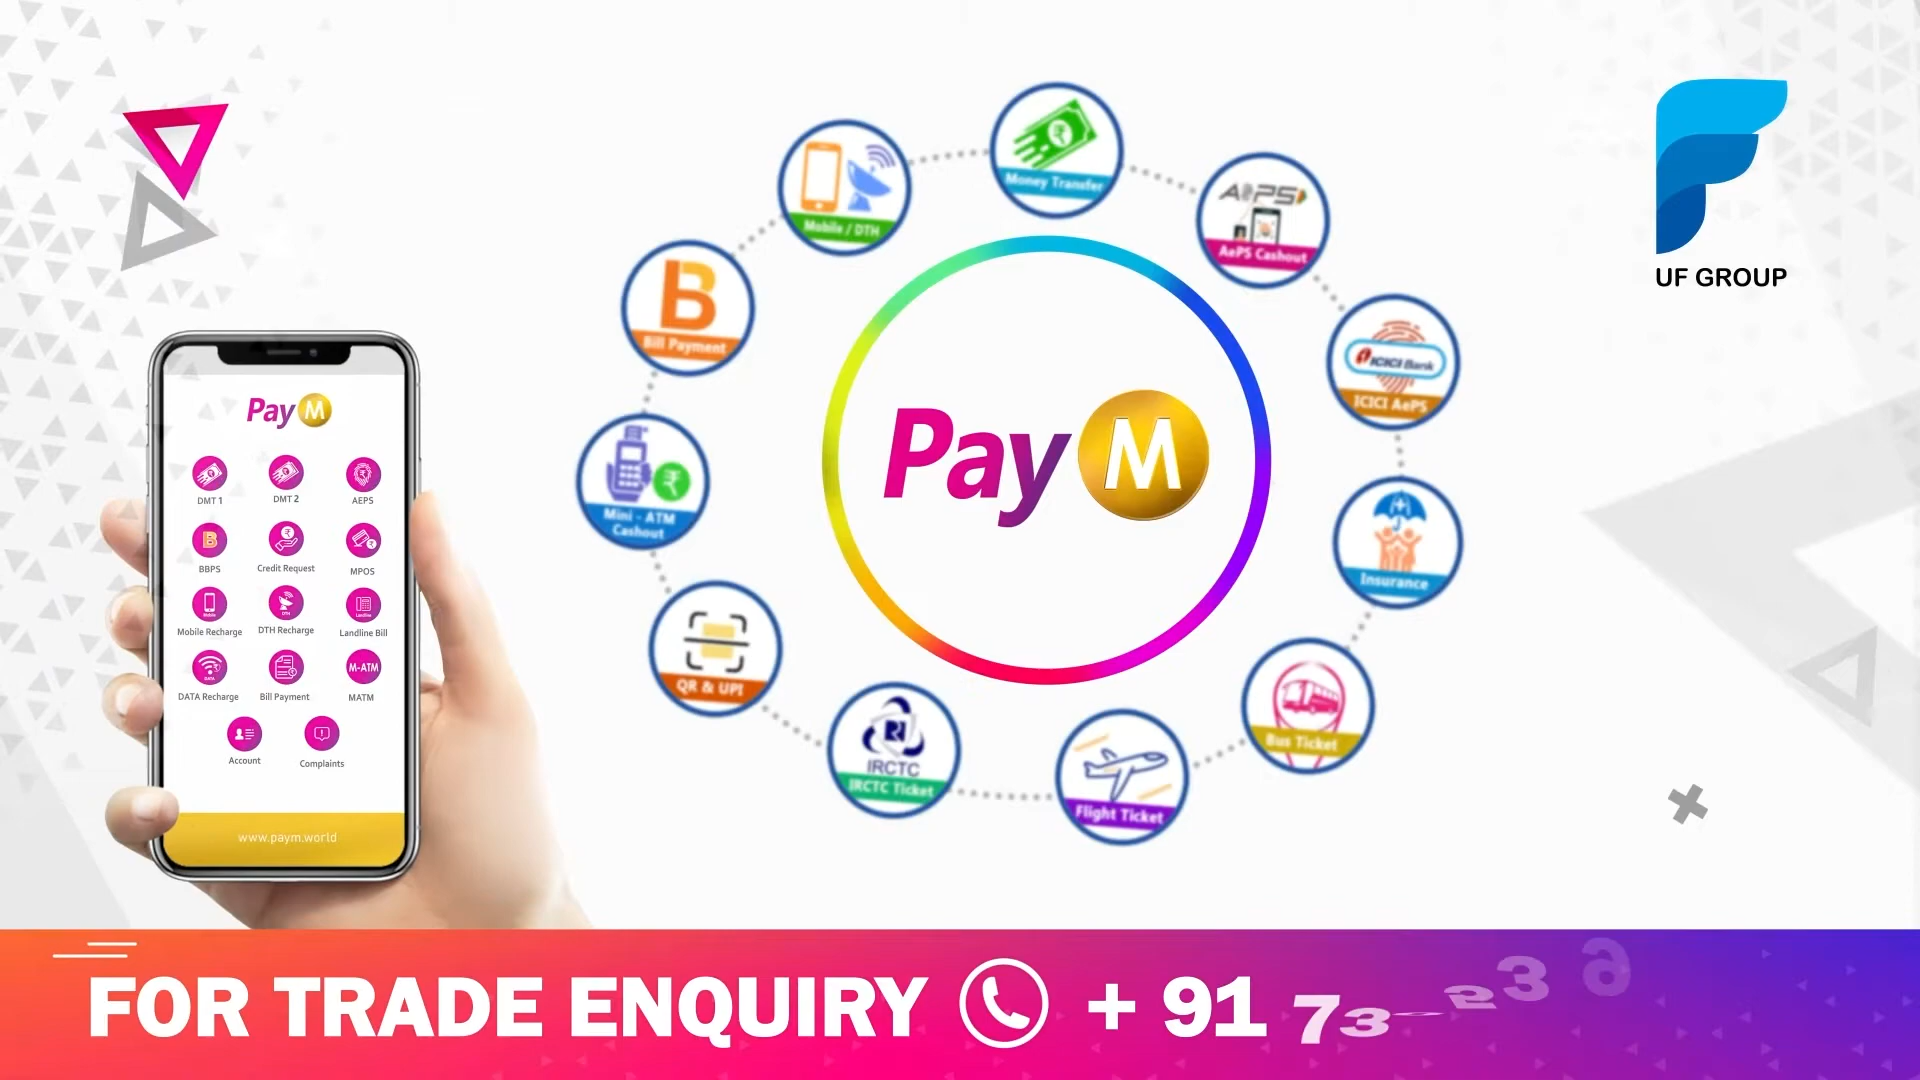 UF GROUP
Money Transfer
Mobile / DTH
AePS
AePS Cashout
B
Bill Payment
ICICI Bank
ICICI AePS
Mini - ATM
Cashout
Insurance
QR & UPI
Bus Ticket
IRCTC
IRCTC Ticket
Flight Ticket
Pay M
Pay M
DMT 1
DMT 2
AEPS
BBPS
Credit Request
MPOS
Mobile Recharge
DTH Recharge
Landline Bill
M-ATM
DATA Recharge
Bill Payment
MATM
Account
Complaints
www.paym.world
FOR TRADE ENQUIRY + 91 73